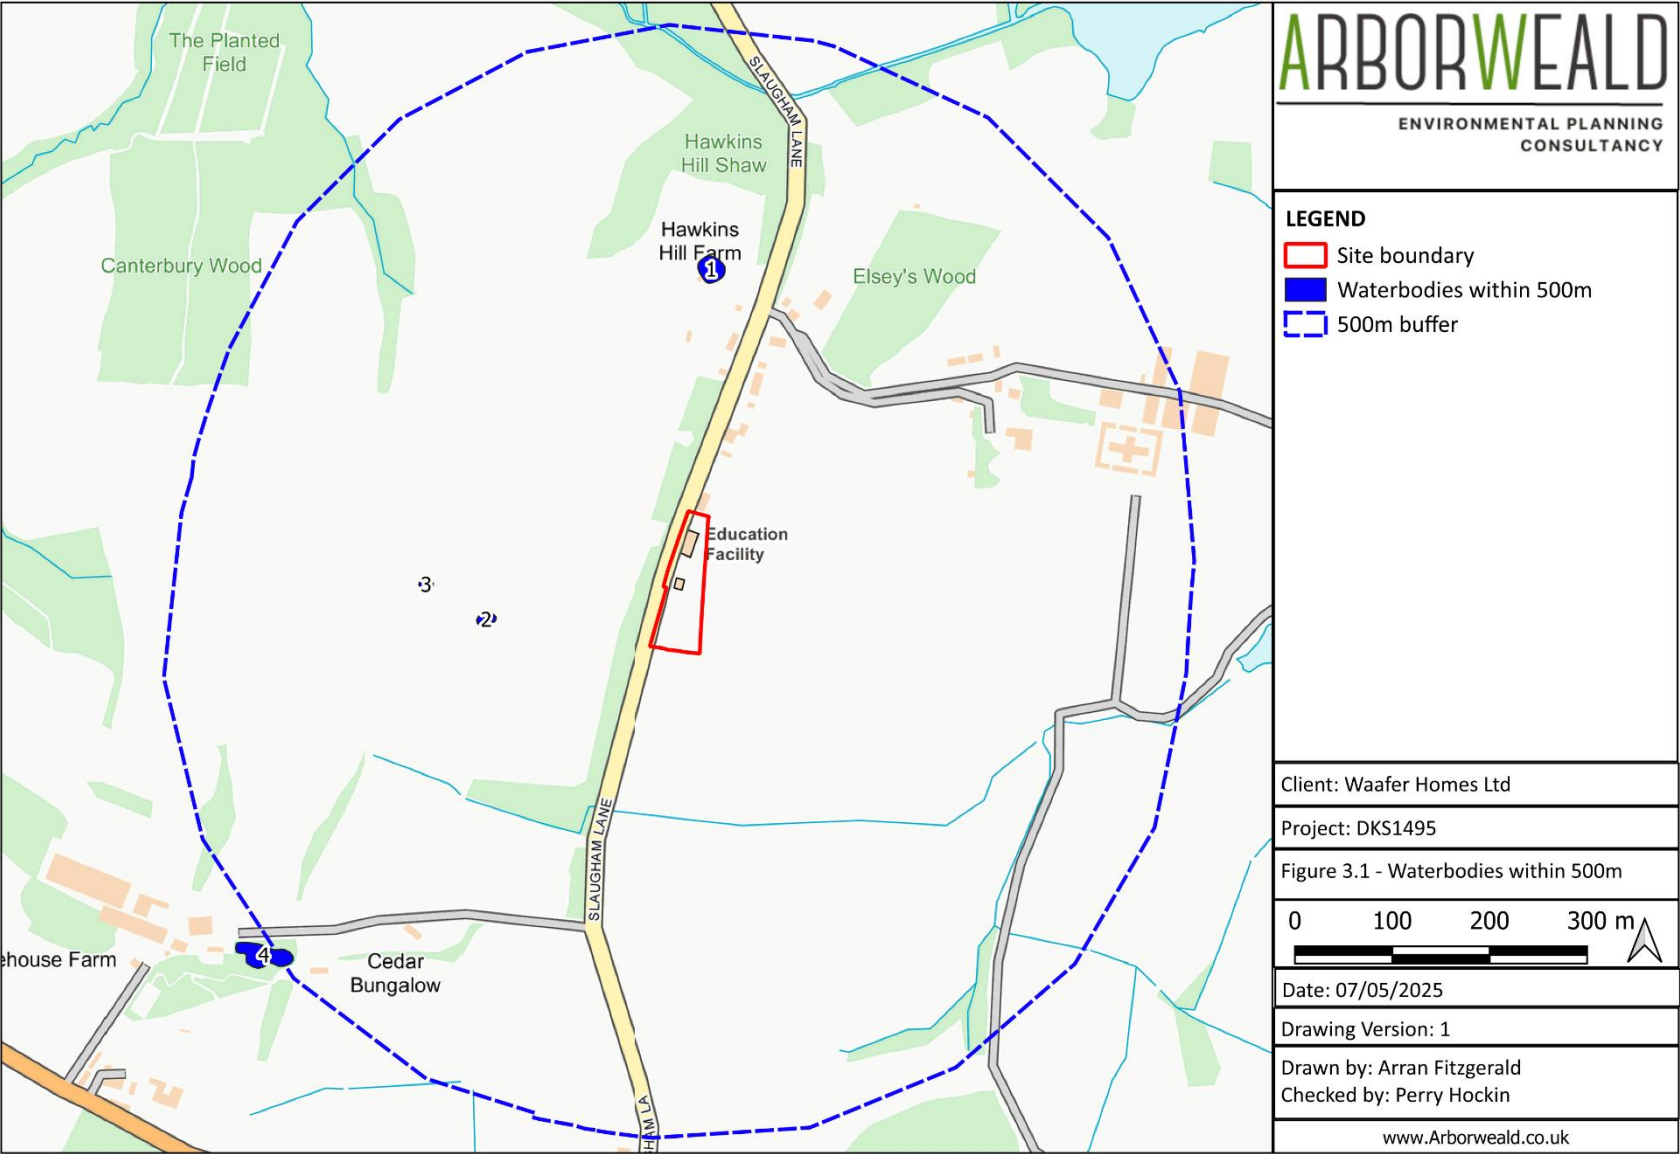 The Planted
Field
SLAUGHAM LANE
Hawkins
Hill Shaw
Hawkins
Hill Farm
1
Canterbury Wood
Elsey's Wood
Education
Facility
3
2
SLAUGHAM LANE
4
ehouse Farm
Cedar
Bungalow
HAM LA
ARBORWEALD
ENVIRONMENTAL PLANNING
CONSULTANCY
LEGEND
Site boundary
Waterbodies within 500m
500m buffer
Client: Waafer Homes Ltd
Project: DKS1495
Figure 3.1 - Waterbodies within 500m
0 100 200 300 m
Date: 07/05/2025
Drawing Version: 1
Drawn by: Arran Fitzgerald
Checked by: Perry Hockin
www.Arborweald.co.uk